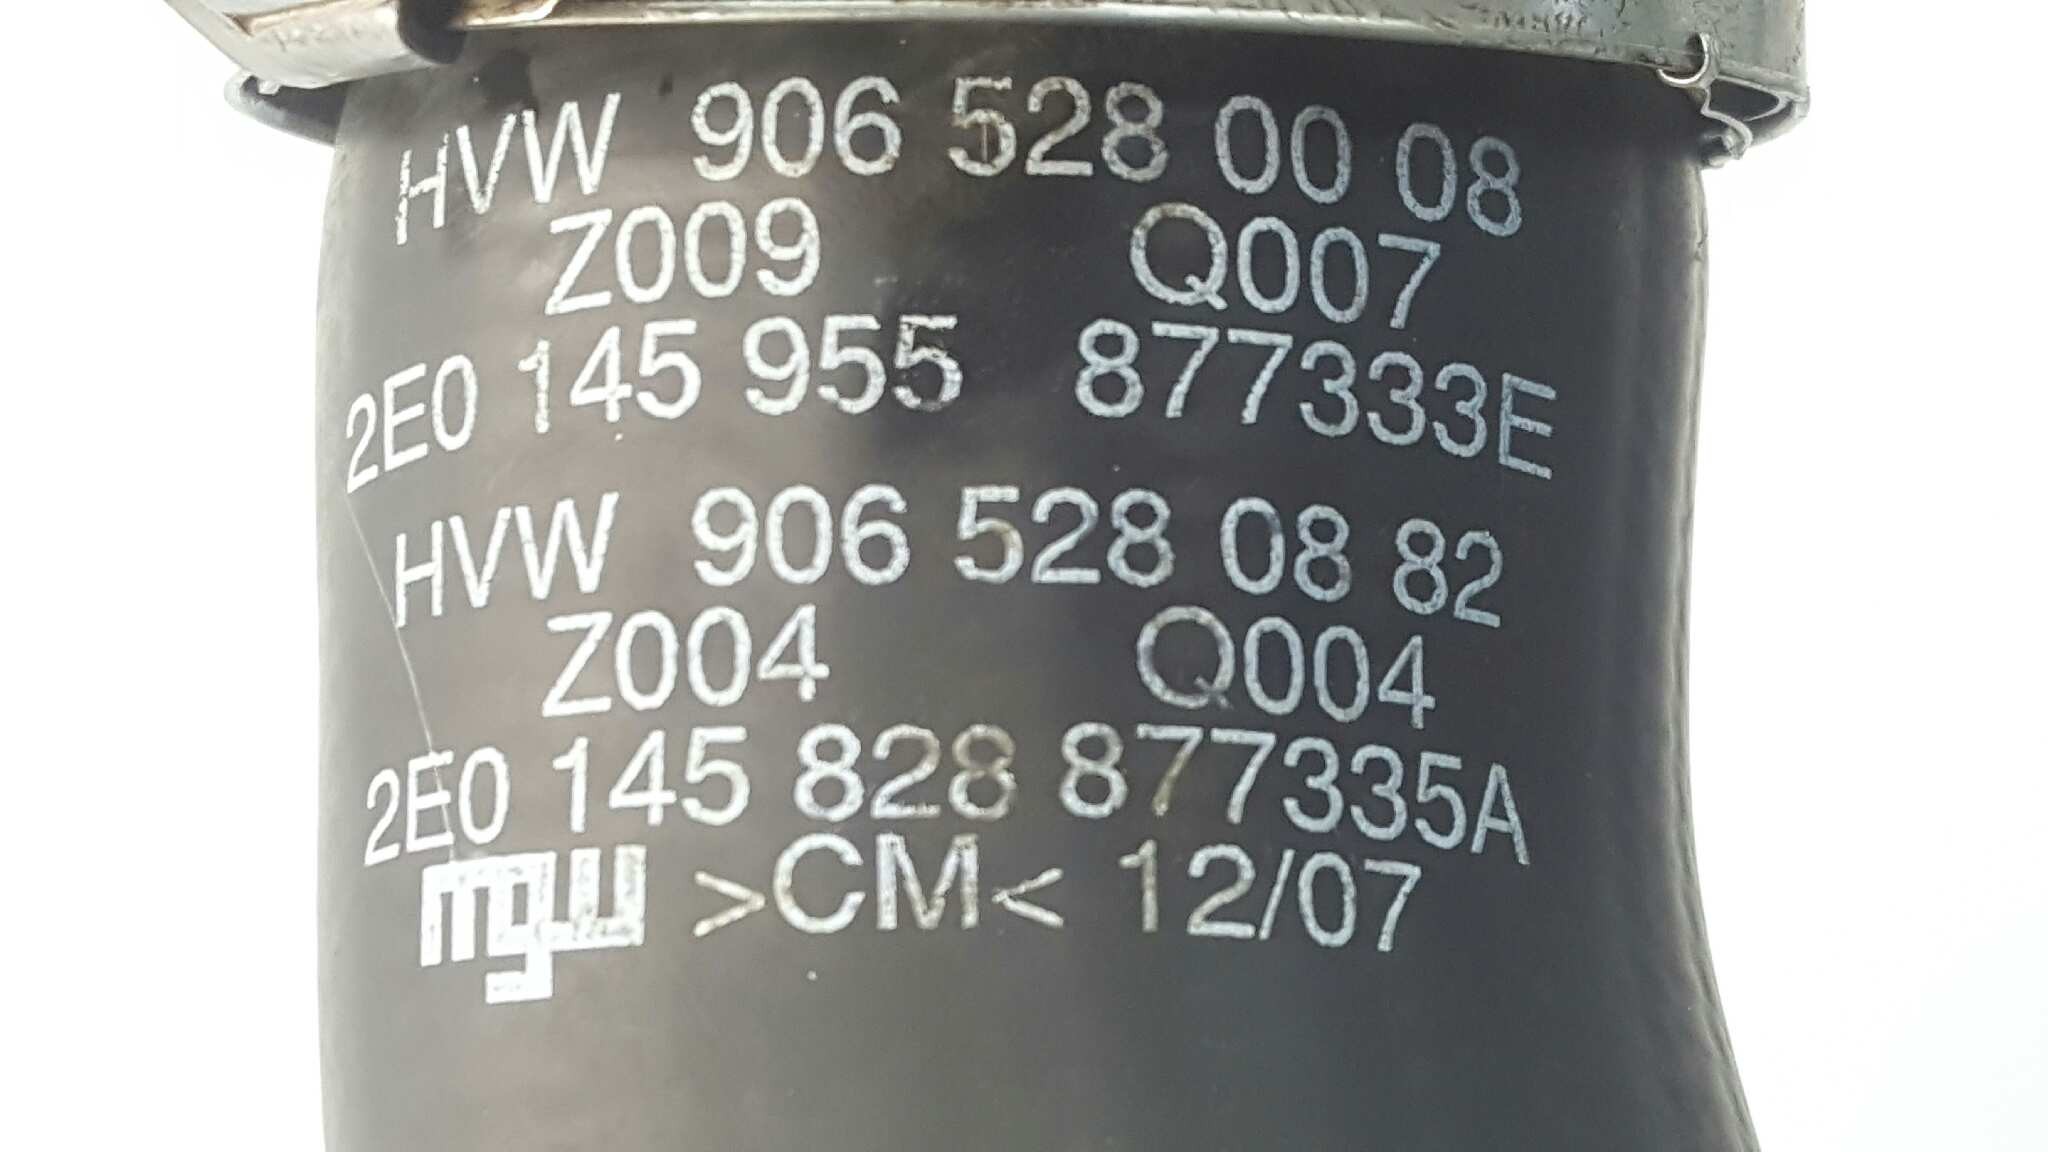 HVW 906 528 00 08
Z009 Q007
2E0 145 955 877333E
HVW 906 528 08 82
Z004 Q004
2E0 145 828 877335A
mgw >CM< 12/07